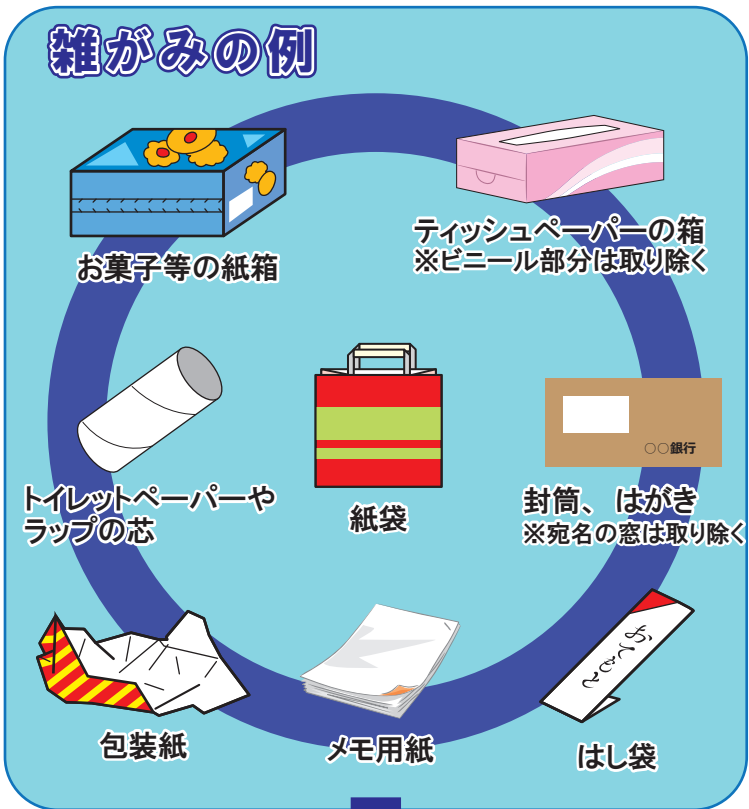 雑がみの例
お菓子等の紙箱
ティッシュペーパーの箱
※ビニール部分は取り除く
トイレットペーパーや
ラップの芯
紙袋
〇〇銀行
封筒、はがき
※宛名の窓は取り除く
包装紙
メモ用紙
おてもと
はし袋